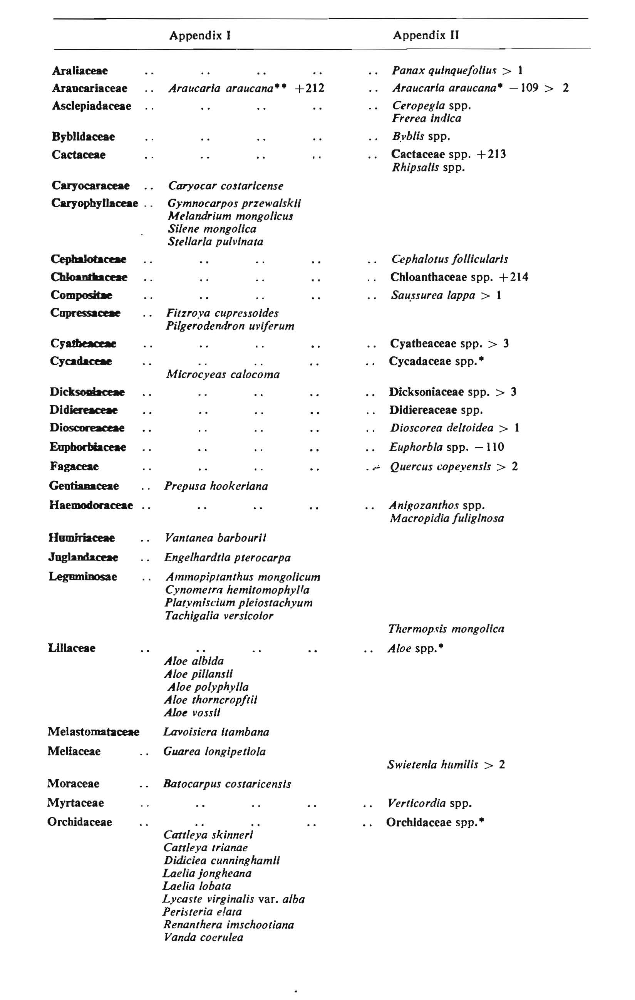 Appendix I Appendix II
Araliaceae .. .. .. .. .. Panax quinquefolius > 1
Araucariaceae .. Araucaria araucana** +212 .. Araucaria araucana* −109 > 2
Asclepiadaceae .. .. .. .. .. Ceropegia spp.
Frerea indica
Byblidaceae .. .. .. .. .. Byblis spp.
Cactaceae .. .. .. .. .. Cactaceae spp. +213
Rhipsalis spp.
Caryocaraceae .. Caryocar costaricense
Caryophyllaceae .. Gymnocarpos przewalskii
Melandrium mongolicus
Silene mongolica
Stellaria pulvinata
Cephalotaceae .. .. .. .. .. Cephalotus follicularis
Chloanthaceae .. .. .. .. .. Chloanthaceae spp. +214
Compositae .. .. .. .. .. Saussurea lappa > 1
Cupressaceae .. Fitzroya cupressoides
Pilgerodendron uviferum
Cyatheaceae .. .. .. .. .. Cyatheaceae spp. > 3
Cycadaceae .. .. .. .. .. Cycadaceae spp.*
Microcyeas calocoma
Dicksoniaceae .. .. .. .. .. Dicksoniaceae spp. > 3
Didiereaceae .. .. .. .. .. Didiereaceae spp.
Dioscoreaceae .. .. .. .. .. Dioscorea deltoidea > 1
Euphorbiaceae .. .. .. .. .. Euphorbia spp. −110
Fagaceae .. .. .. .. .. Quercus copeyensis > 2
Gentianaceae .. Prepusa hookeriana
Haemodoraceae .. .. .. .. .. Anigozanthos spp.
Macropidia fuliginosa
Humiriaceae .. Vantanea barbourii
Juglandaceae .. Engelhardtia pterocarpa
Leguminosae .. Ammopiptanthus mongolicum
Cynometra hemitomophylla
Platymiscium pleiostachyum
Tachigalia versicolor
Thermopsis mongolica
Liliaceae .. .. .. .. .. Aloe spp.*
Aloe albida
Aloe pillansii
Aloe polyphylla
Aloe thorncropftii
Aloe vossii
Melastomataceae Lavoisiera itambana
Meliaceae .. Guarea longipetiola
Swietenia humilis > 2
Moraceae .. Batocarpus costaricensis
Myrtaceae .. .. .. .. .. Verticordia spp.
Orchidaceae .. .. .. .. .. Orchidaceae spp.*
Cattleya skinneri
Cattleya trianae
Didiciea cunninghamii
Laelia jongheana
Laelia lobata
Lycaste virginalis var. alba
Peristeria elata
Renanthera imschootiana
Vanda coerulea